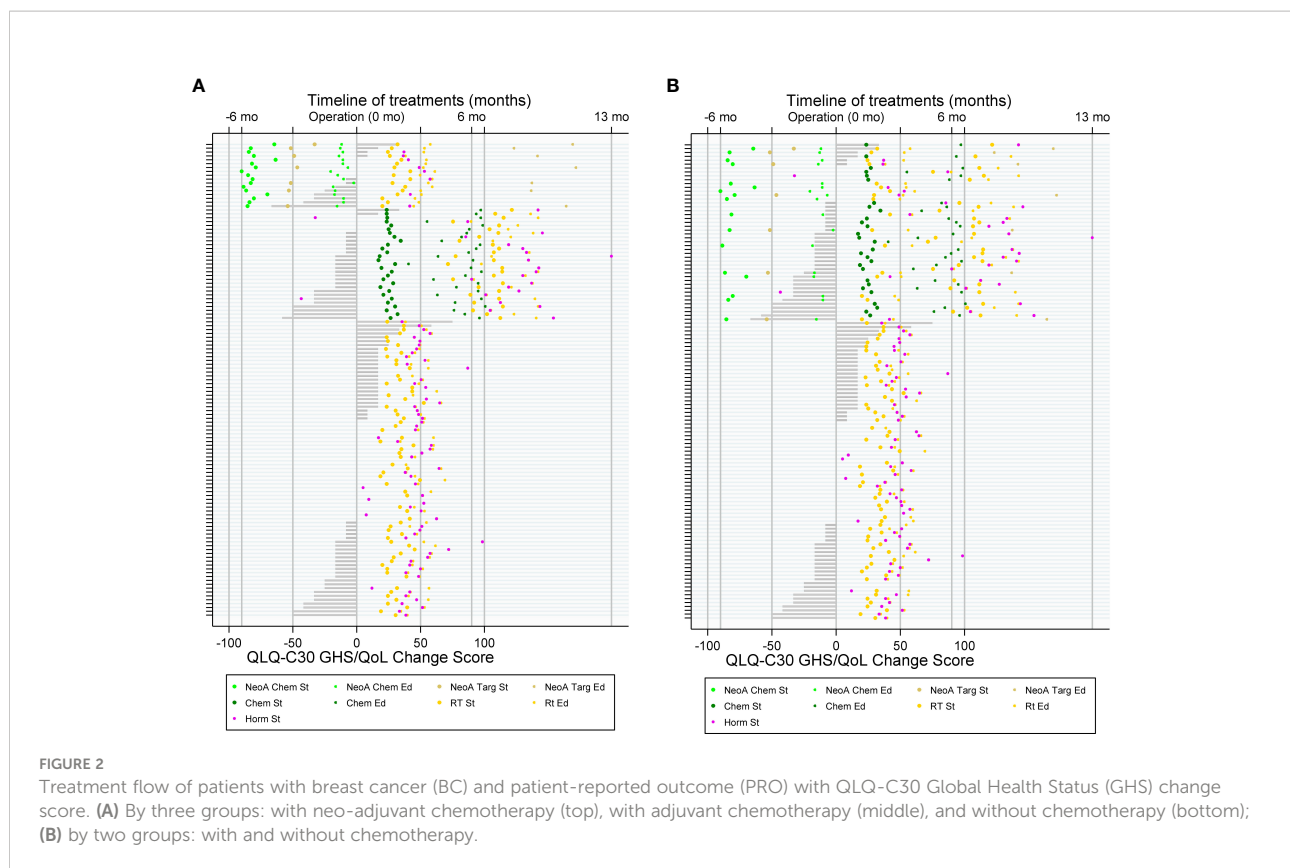 A
Timeline of treatments (months)
-6 mo Operation (0 mo) 6 mo 13 mo
-100 -50 0 50 100
QLQ-C30 GHS/QoL Change Score
NeoA Chem St NeoA Chem Ed NeoA Targ St NeoA Targ Ed
Chem St Chem Ed RT St Rt Ed
Horm St
B
Timeline of treatments (months)
-6 mo Operation (0 mo) 6 mo 13 mo
-100 -50 0 50 100
QLQ-C30 GHS/QoL Change Score
NeoA Chem St NeoA Chem Ed NeoA Targ St NeoA Targ Ed
Chem St Chem Ed RT St Rt Ed
Horm St
FIGURE 2
Treatment flow of patients with breast cancer (BC) and patient-reported outcome (PRO) with QLQ-C30 Global Health Status (GHS) change
score. (A) By three groups: with neo-adjuvant chemotherapy (top), with adjuvant chemotherapy (middle), and without chemotherapy (bottom);
(B) by two groups: with and without chemotherapy.